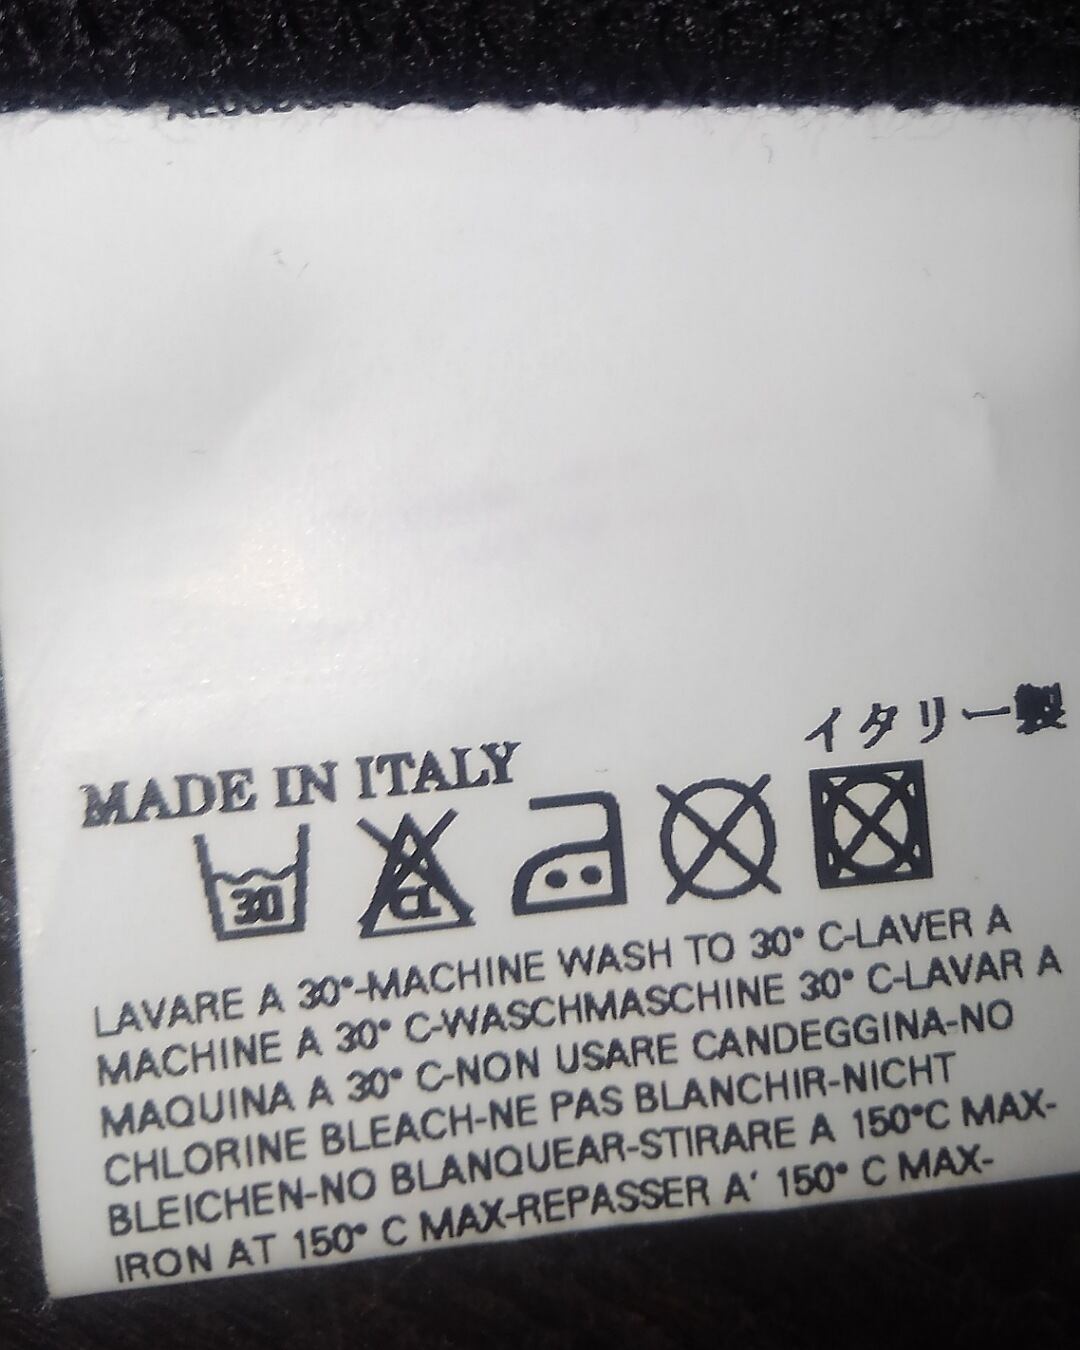 イタリー製
MADE IN ITALY
30 CL
LAVARE A 30°-MACHINE WASH TO 30° C-LAVER A
MACHINE A 30° C-WASCHMASCHINE 30° C-LAVAR A
MAQUINA A 30° C-NON USARE CANDEGGINA-NO
CHLORINE BLEACH-NE PAS BLANCHIR-NICHT
BLEICHEN-NO BLANQUEAR-STIRARE A 150°C MAX-
IRON AT 150° C MAX-REPASSER A' 150° C MAX-